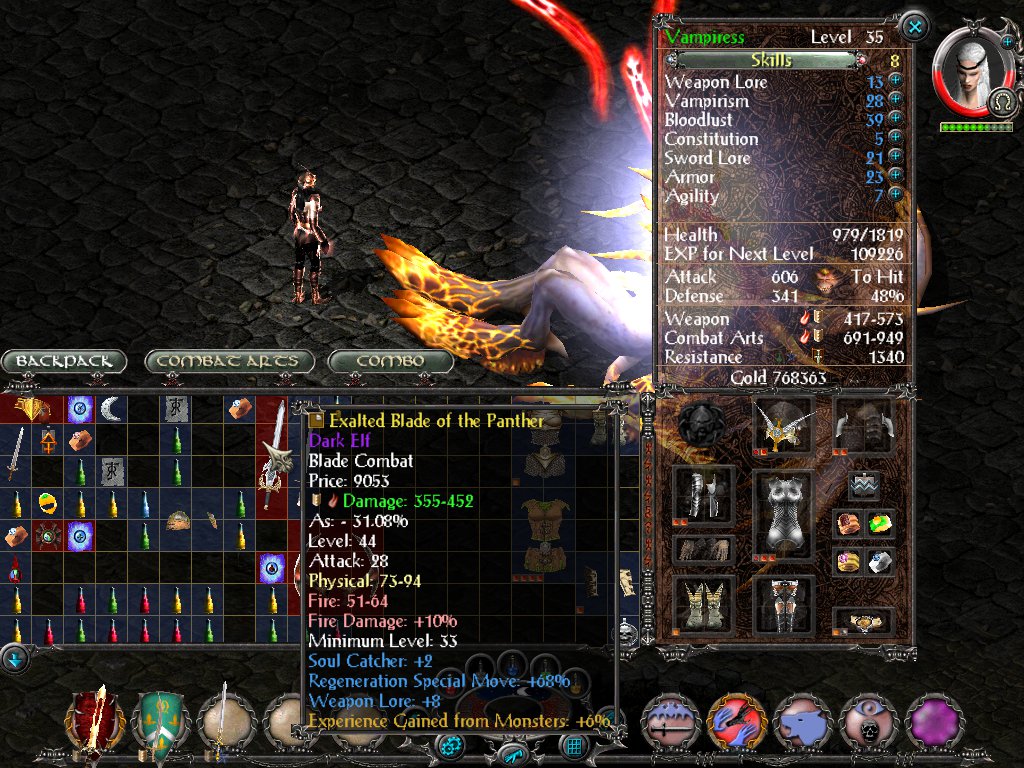 Vampiress Level 35
Skills 8
Weapon Lore 13
Vampirism 28
Bloodlust 39
Constitution 5
Sword Lore 21
Armor 23
Agility 7
Health 979/1819
EXP for Next Level 109226
Attack 606 To Hit
Defense 341 48%
Weapon 417-573
Combat Arts 691-949
Resistance 1340
Gold 768363
BACKPACK COMBAT ARTS COMBO
Exalted Blade of the Panther
Dark Elf
Blade Combat
Price: 9053
Damage: 355-452
As: - 31.08%
Level: 44
Attack: 28
Physical: 73-94
Fire: 51-64
Fire Damage: +10%
Minimum Level: 33
Soul Catcher: +2
Regeneration Special Move: +68%
Weapon Lore: +8
Experience Gained from Monsters: +6%